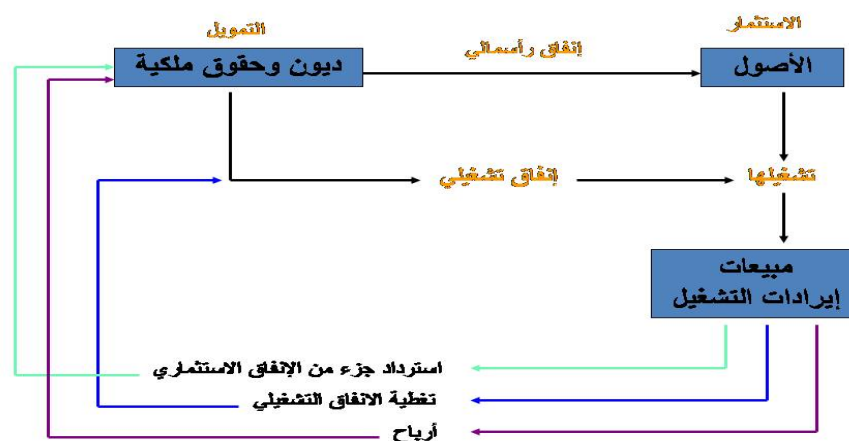 الاستثمار
التمويل
الأصول
إنفاق رأسمالي
ديون وحقوق ملكية
تشغيلها
إنفاق تشغيلي
مبيعات
إيرادات التشغيل
استرداد جزء من الإنفاق الاستثماري
تغطية الانفاق التشغيلي
أرباح